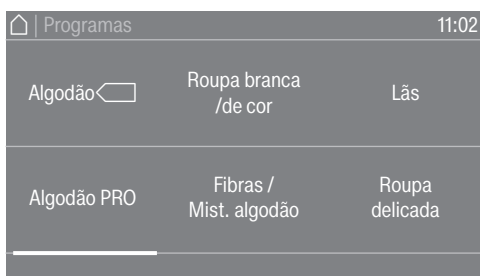 | Programas 11:02
Algodão
Roupa branca
/de cor
Lãs
Algodão PRO
Fibras /
Mist. algodão
Roupa
delicada